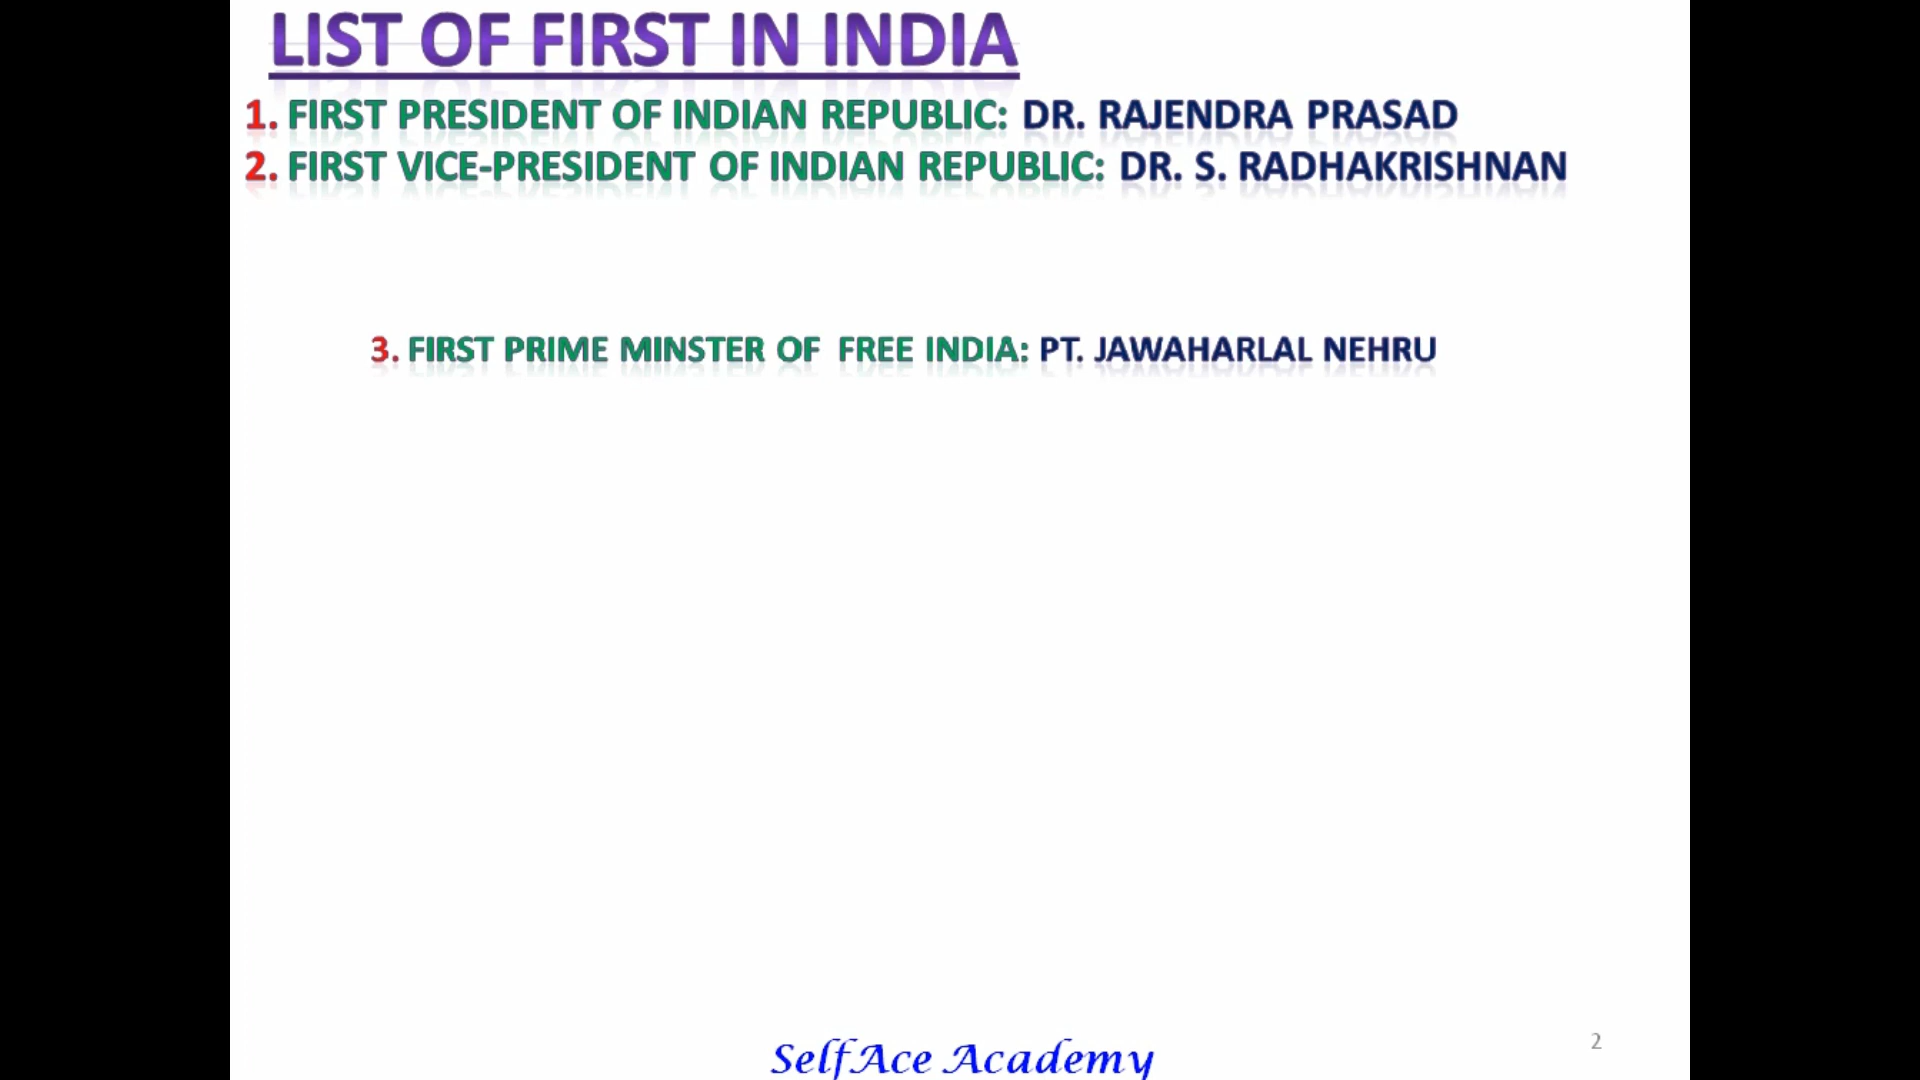 LIST OF FIRST IN INDIA
1. FIRST PRESIDENT OF INDIAN REPUBLIC: DR. RAJENDRA PRASAD
2. FIRST VICE-PRESIDENT OF INDIAN REPUBLIC: DR. S. RADHAKRISHNAN
3. FIRST PRIME MINSTER OF FREE INDIA: PT. JAWAHARLAL NEHRU
SelfAce Academy
2